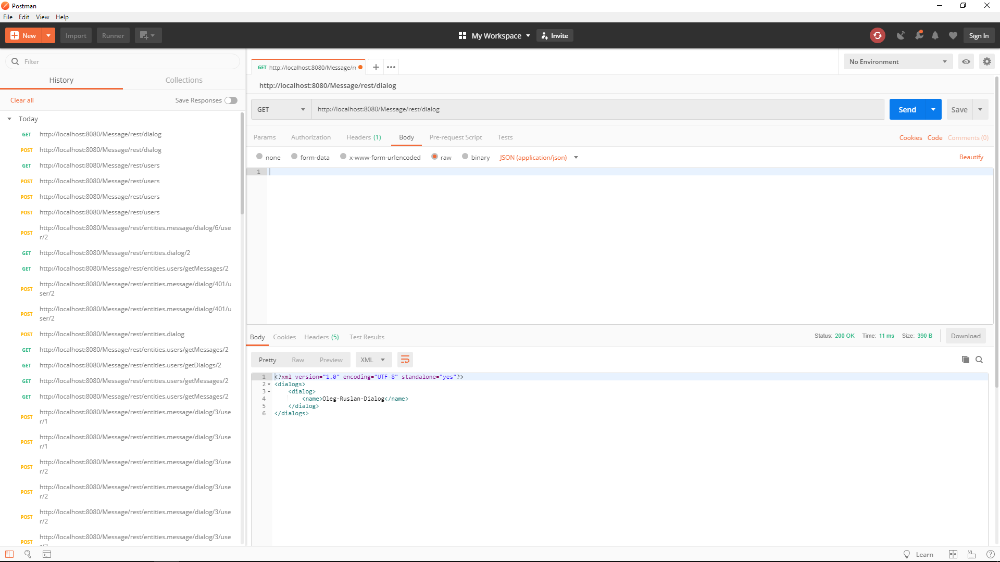 Postman
File Edit View Help
New Import Runner My Workspace Invite Sign In
Filter
History Collections
Clear all Save Responses
Today
GET http://localhost:8080/Message/rest/dialog
POST http://localhost:8080/Message/rest/dialog
GET http://localhost:8080/Message/rest/users
POST http://localhost:8080/Message/rest/users
POST http://localhost:8080/Message/rest/users
POST http://localhost:8080/Message/rest/users
POST http://localhost:8080/Message/rest/entities.message/dialog/6/use
r/2
GET http://localhost:8080/Message/rest/entities.dialog/2
GET http://localhost:8080/Message/rest/entities.users/getMessages/2
POST http://localhost:8080/Message/rest/entities.message/dialog/401/u
ser/2
POST http://localhost:8080/Message/rest/entities.message/dialog/401/u
ser/2
POST http://localhost:8080/Message/rest/entities.dialog
GET http://localhost:8080/Message/rest/entities.users/getMessages/2
GET http://localhost:8080/Message/rest/entities.users/getDialogs/2
GET http://localhost:8080/Message/rest/entities.users/getMessages/2
GET http://localhost:8080/Message/rest/entities.users/getMessages/2
POST http://localhost:8080/Message/rest/entities.message/dialog/3/use
r/1
POST http://localhost:8080/Message/rest/entities.message/dialog/3/use
r/1
POST http://localhost:8080/Message/rest/entities.message/dialog/3/use
r/2
POST http://localhost:8080/Message/rest/entities.message/dialog/3/use
r/2
POST http://localhost:8080/Message/rest/entities.message/dialog/3/use
r/2
POST http://localhost:8080/Message/rest/entities.message/dialog/3/use
GET http://localhost:8080/Message/re
No Environment
http://localhost:8080/Message/rest/dialog
GET http://localhost:8080/Message/rest/dialog Send Save
Params Authorization Headers (1) Body Pre-request Script Tests Cookies Code Comments (0)
none form-data x-www-form-urlencoded raw binary JSON (application/json) Beautify
1
Body Cookies Headers (5) Test Results Status: 200 OK Time: 11 ms Size: 390 B Download
Pretty Raw Preview XML
1 <?xml version="1.0" encoding="UTF-8" standalone="yes"?>
2 <dialogs>
3 <dialog>
4 <name>Oleg-Ruslan-Dialog</name>
5 </dialog>
6 </dialogs>
Learn